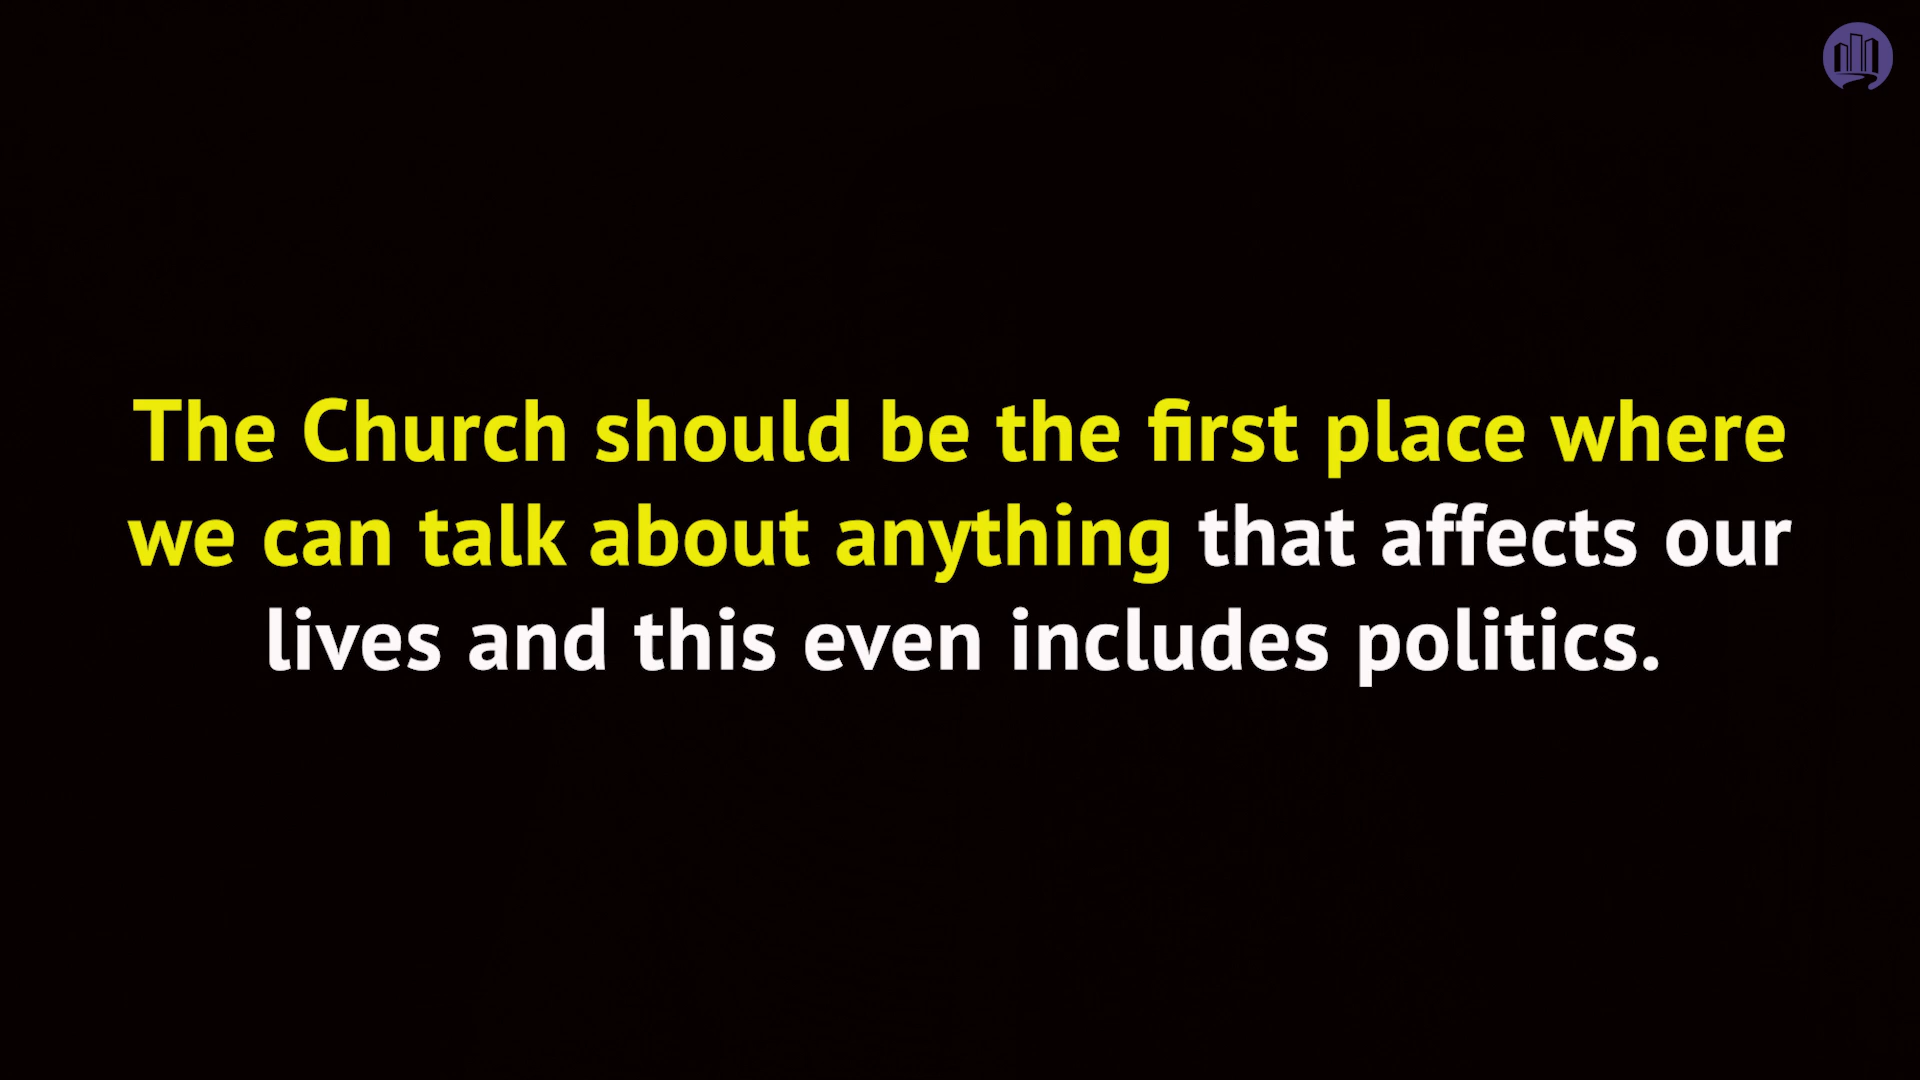 The Church should be the first place where
we can talk about anything that affects our
lives and this even includes politics.